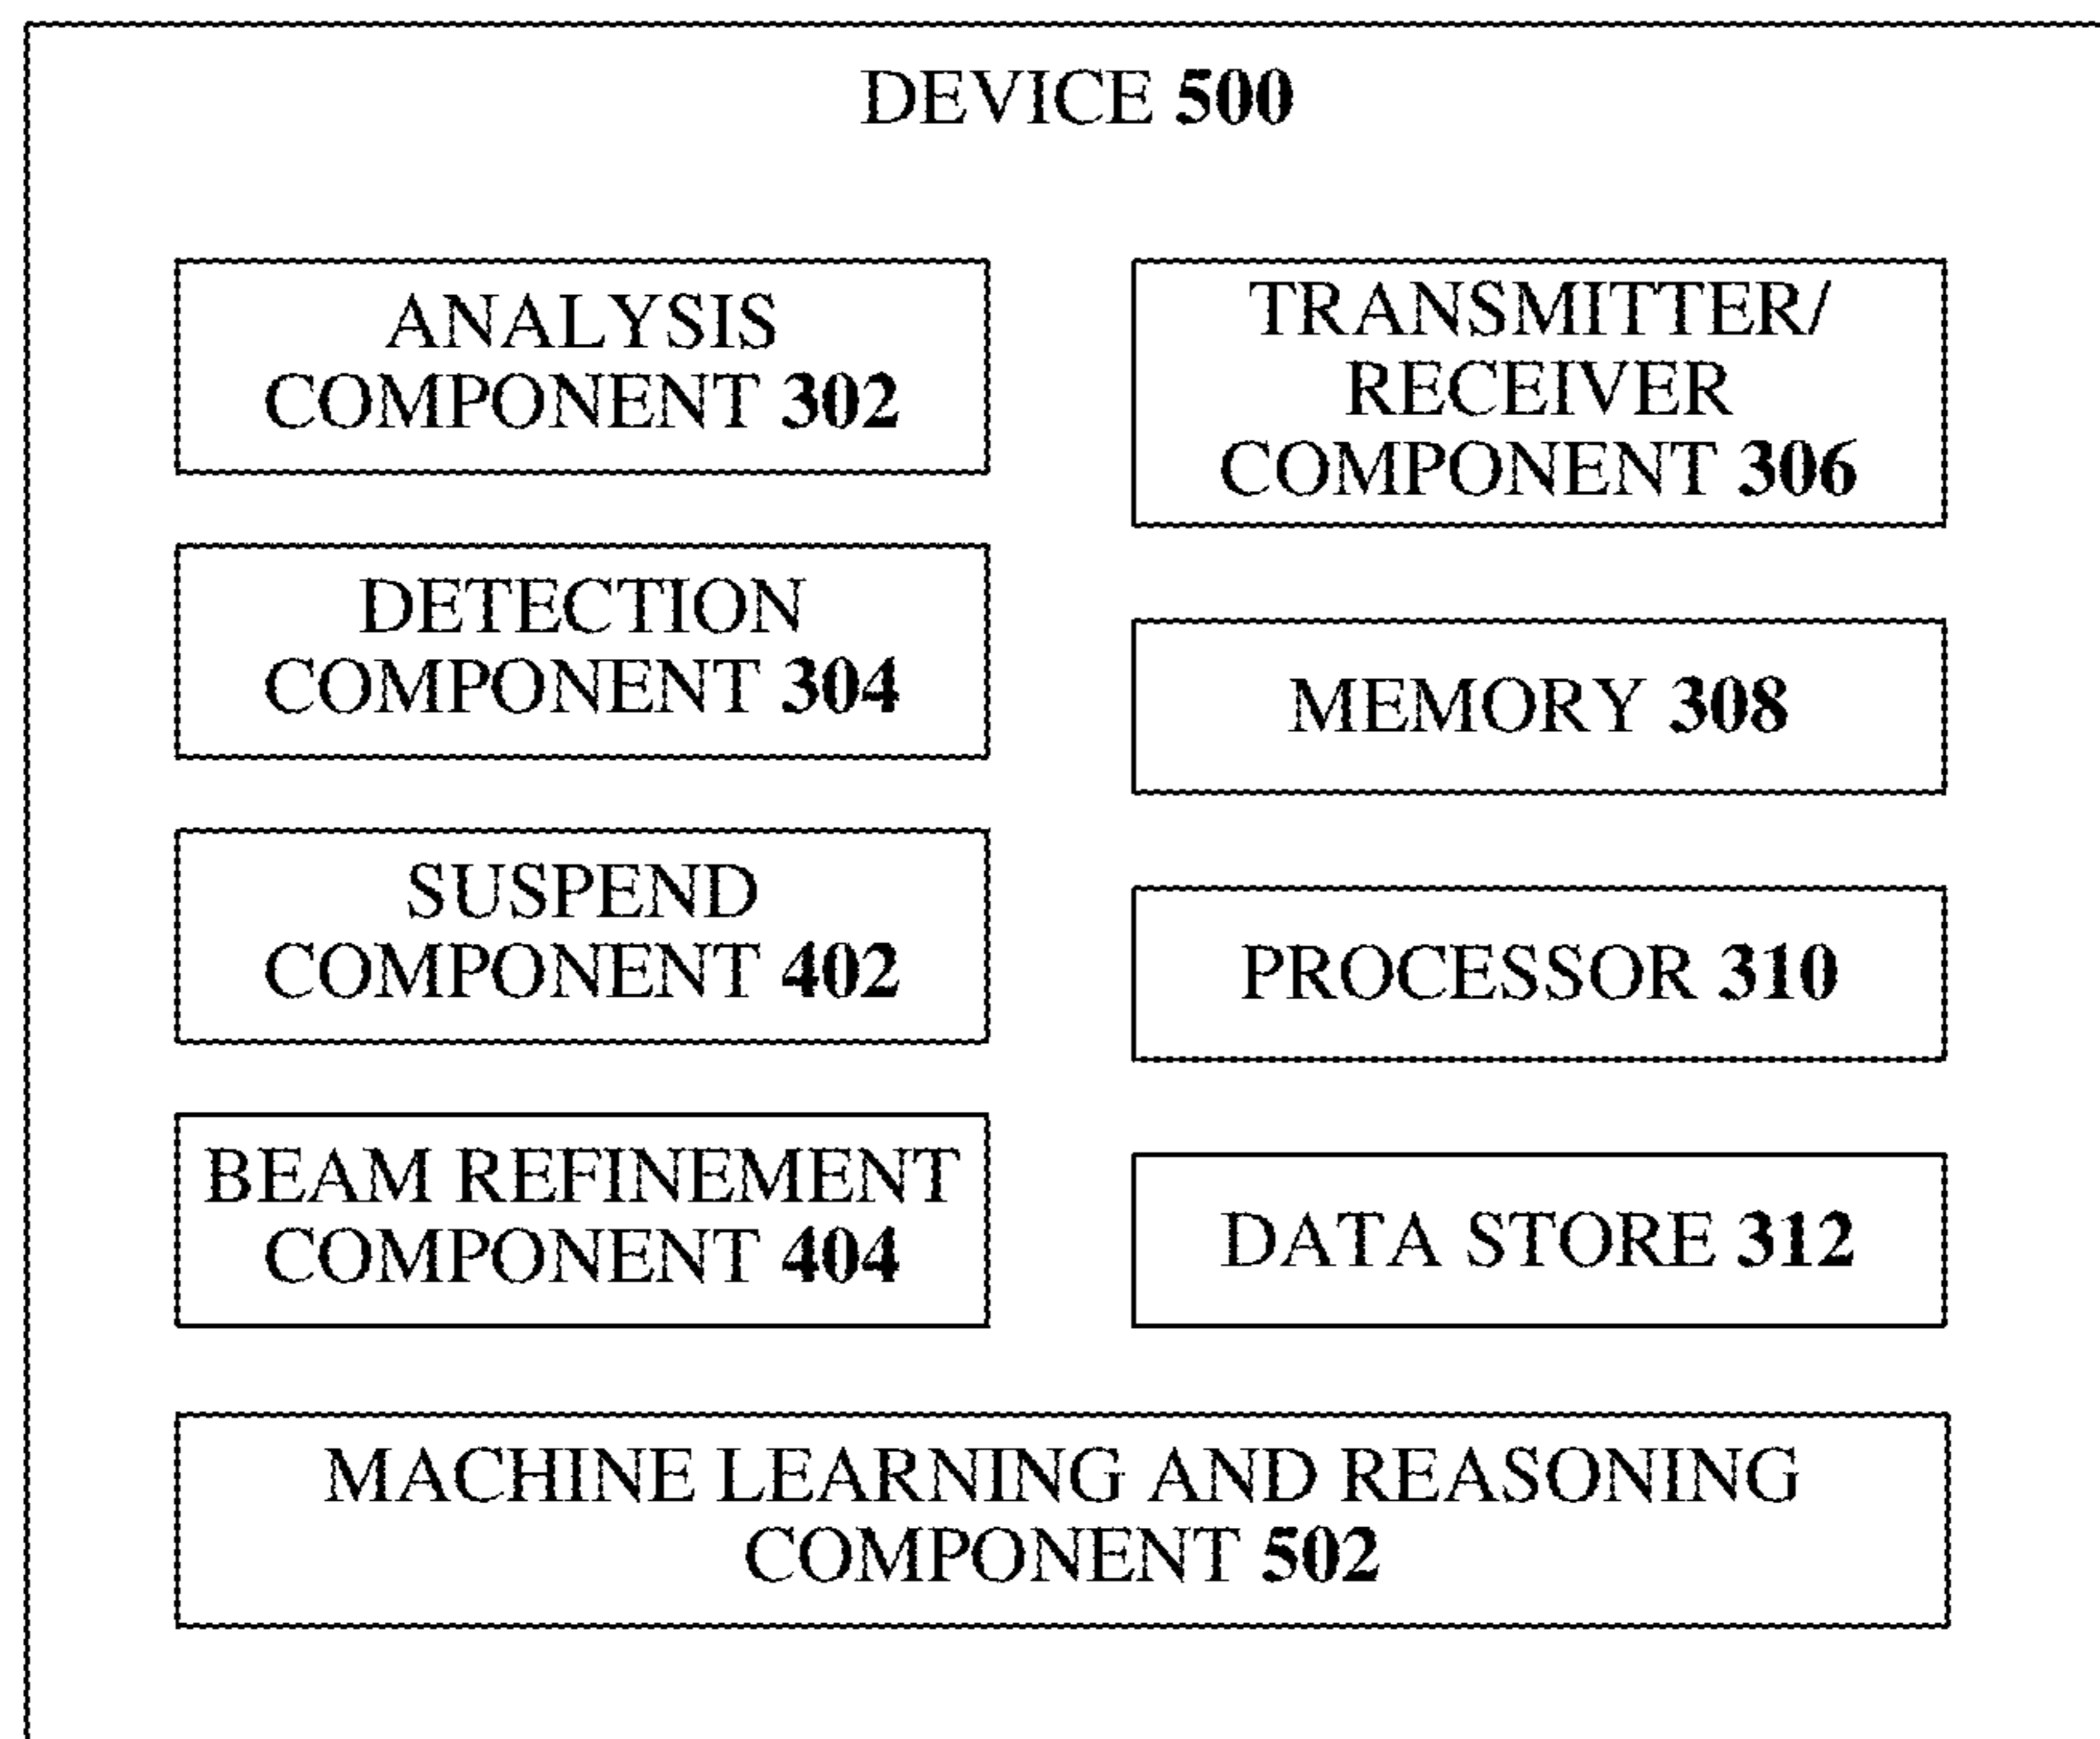 DEVICE 500
ANALYSIS
COMPONENT 302
DETECTION
COMPONENT 304
SUSPEND
COMPONENT 402
BEAM REFINEMENT
COMPONENT 404
TRANSMITTER/
RECEIVER
COMPONENT 306
MEMORY 308
PROCESSOR 310
DATA STORE 312
MACHINE LEARNING AND REASONING
COMPONENT 502